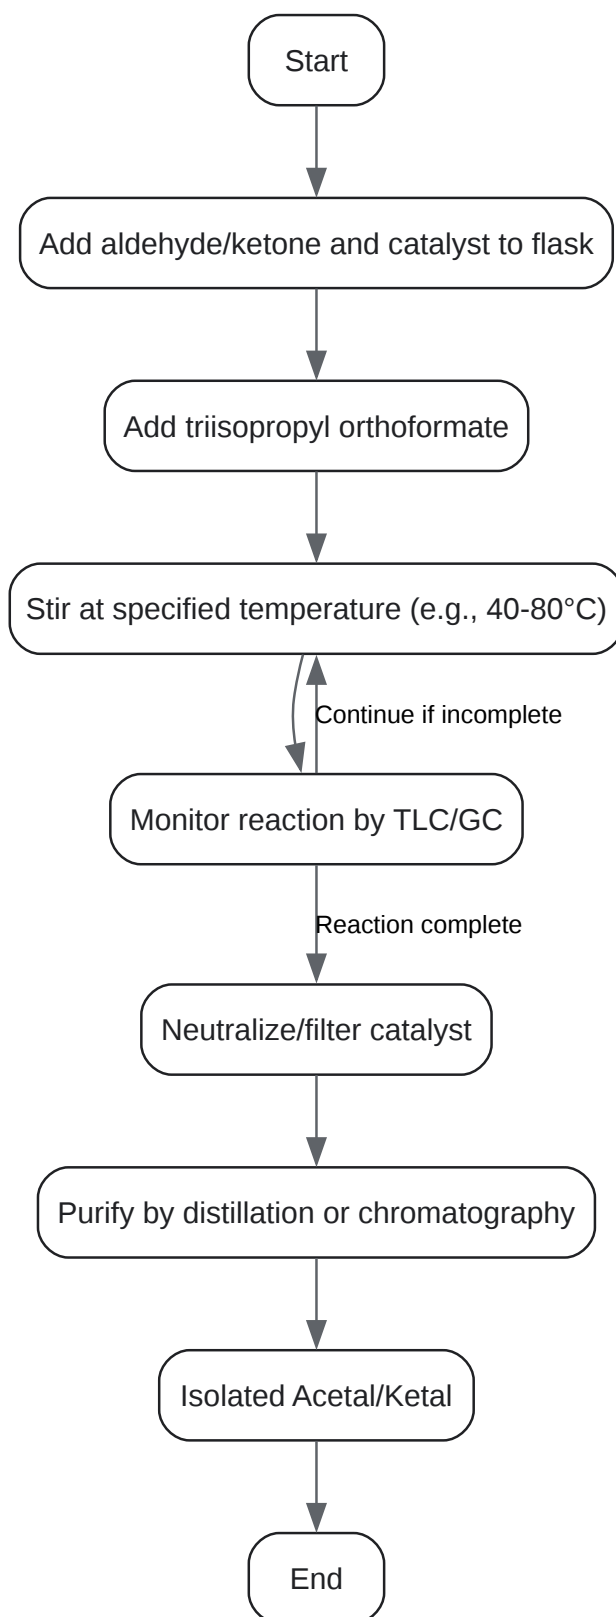 Start
Add aldehyde/ketone and catalyst to flask
Add triisopropyl orthoformate
Stir at specified temperature (e.g., 40-80°C)
Continue if incomplete
Monitor reaction by TLC/GC
Reaction complete
Neutralize/filter catalyst
Purify by distillation or chromatography
Isolated Acetal/Ketal
End